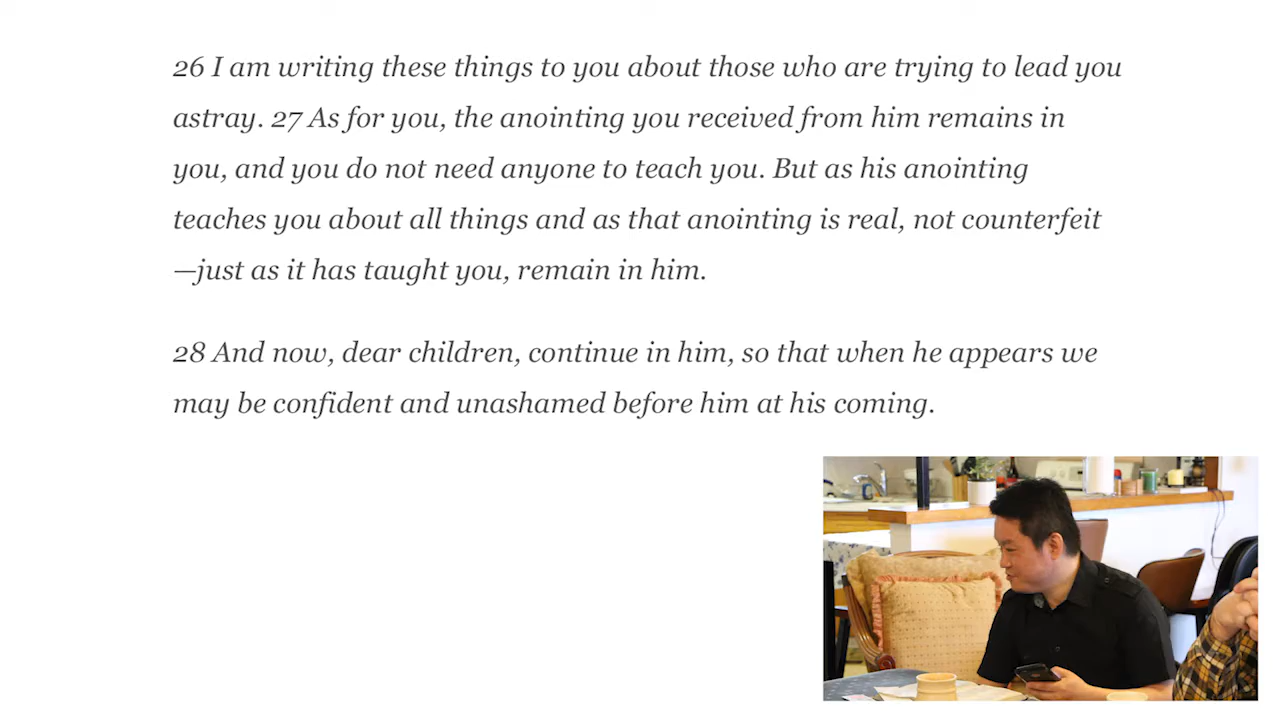 26 I am writing these things to you about those who are trying to lead you
astray. 27 As for you, the anointing you received from him remains in
you, and you do not need anyone to teach you. But as his anointing
teaches you about all things and as that anointing is real, not counterfeit
—just as it has taught you, remain in him.
28 And now, dear children, continue in him, so that when he appears we
may be confident and unashamed before him at his coming.